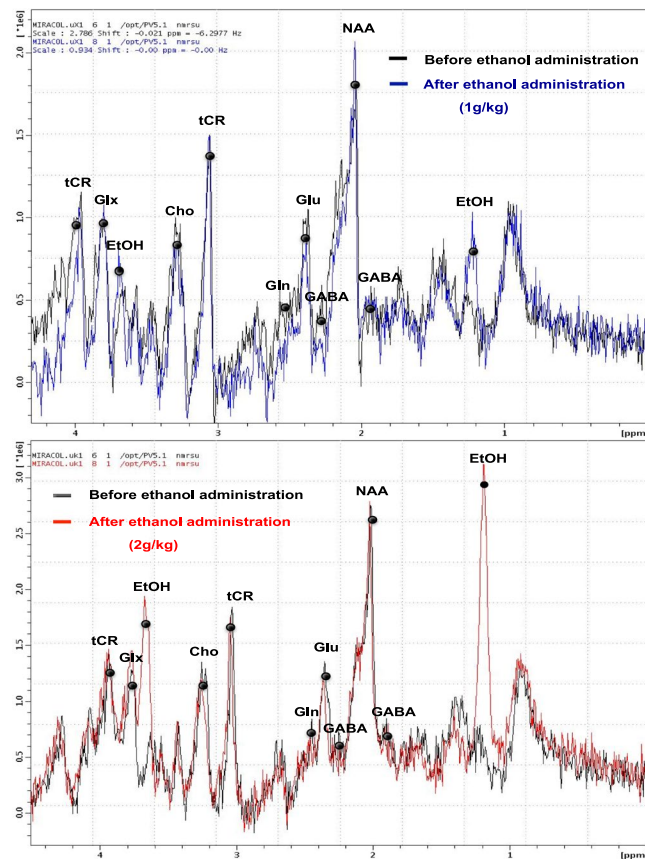 [ *1e6]
MIRACOL.uX1 6 1 /opt/PV5.1 nmrsu
Scale : 2.786 Shift : -0.021 ppm = -6.2977 Hz
MIRACOL.uX1 8 1 /opt/PV5.1 nmrsu
Scale : 0.934 Shift : -0.00 ppm = -0.00 Hz
NAA
Before ethanol administration
After ethanol administration
(1g/kg)
tCR
tCR
Glx
Cho
EtOH
Glu
Gln
GABA
GABA
EtOH
2.0
1.5
1.0
0.5
0.0
4 3 2 1 [ppm]
[ *1e6]
MIRACOL.uk1 6 1 /opt/PV5.1 nmrsu
MIRACOL.uk1 8 1 /opt/PV5.1 nmrsu
EtOH
Before ethanol administration
NAA
After ethanol administration
(2g/kg)
EtOH
tCR
tCR
Glx
Cho
Glu
Gln
GABA
GABA
3.0
2.5
2.0
1.5
1.0
0.5
0.0
4 3 2 1 [ppm]